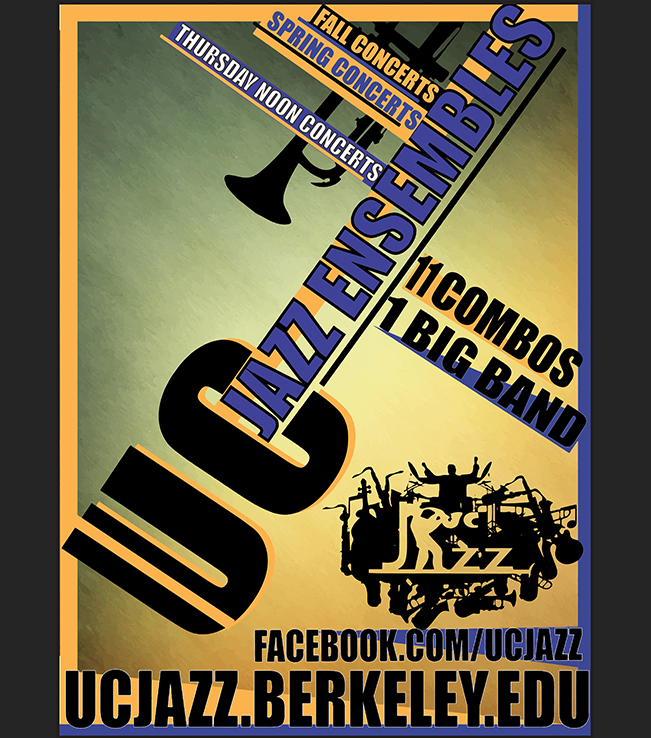 FALL CONCERTS
SPRING CONCERTS
THURSDAY NOON CONCERTS
UC
JAZZ ENSEMBLES
11 COMBOS
1 BIG BAND
UC
Jazz
FACEBOOK.COM/UCJAZZ
UCJAZZ.BERKELEY.EDU